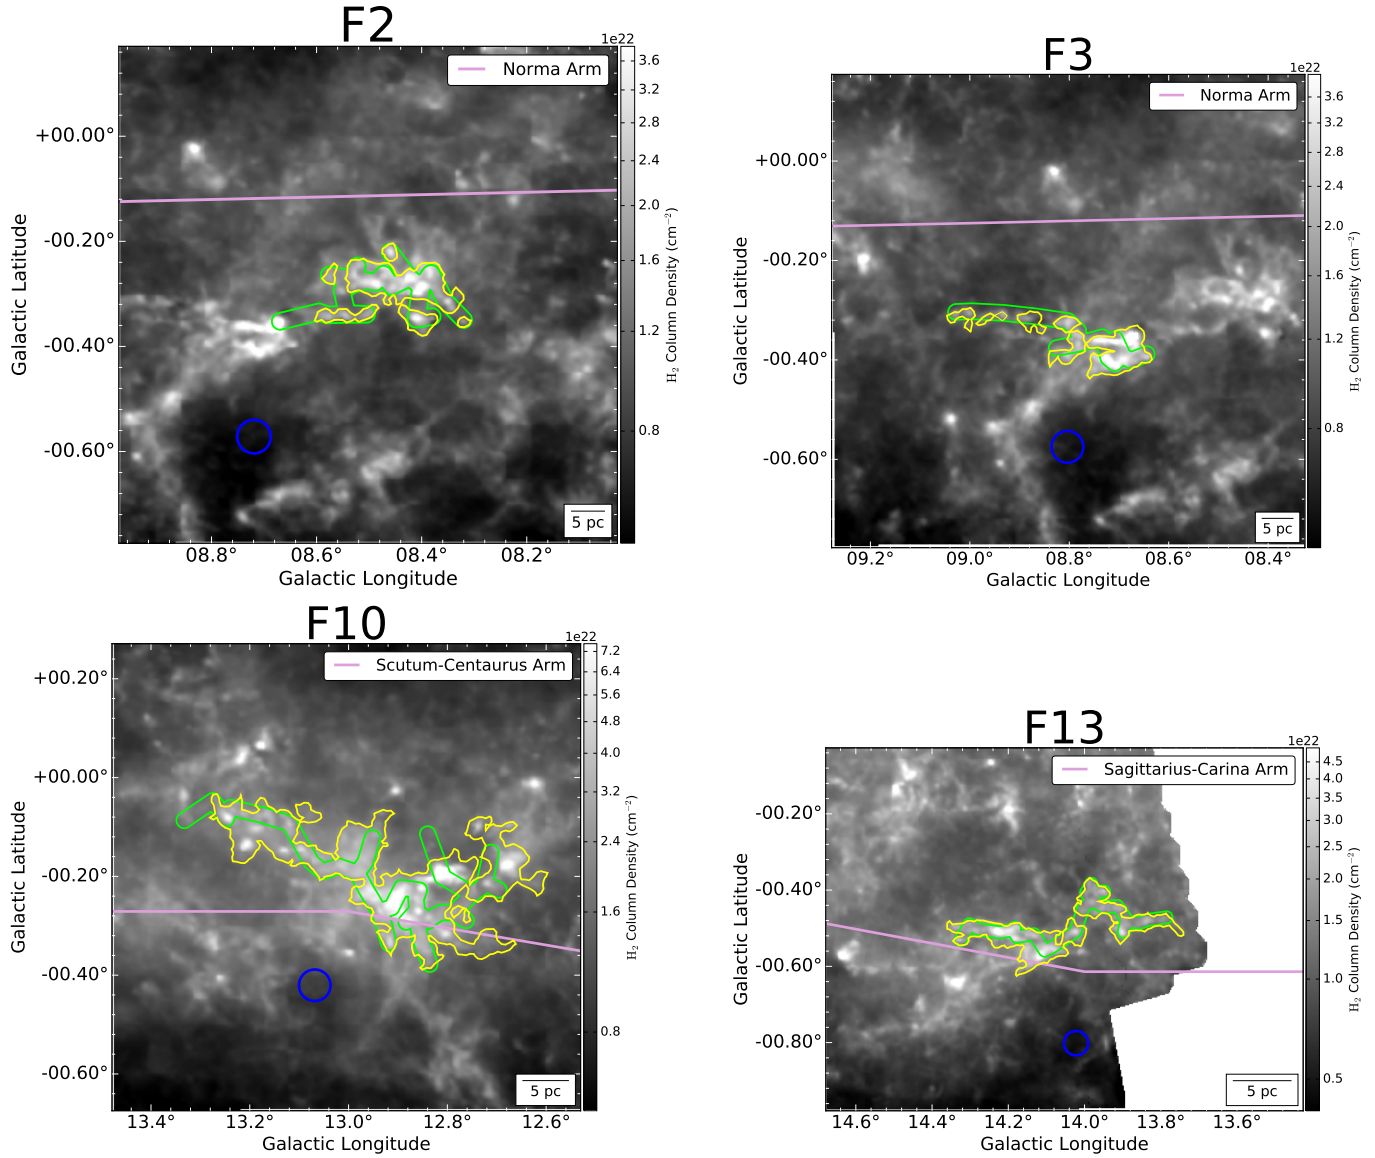 F2
1e22
Norma Arm
3.6
3.2
2.8
2.4
2.0
1.6
1.2
0.8
H₂ Column Density (cm⁻²)
+00.00°
-00.20°
-00.40°
-00.60°
Galactic Latitude
5 pc
08.8°
08.6°
08.4°
08.2°
Galactic Longitude
F3
1e22
Norma Arm
3.6
3.2
2.8
2.4
2.0
1.6
1.2
0.8
H₂ Column Density (cm⁻²)
+00.00°
-00.20°
-00.40°
-00.60°
Galactic Latitude
5 pc
09.2°
09.0°
08.8°
08.6°
08.4°
Galactic Longitude
F10
1e22
Scutum-Centaurus Arm
7.2
6.4
5.6
4.8
4.0
3.2
2.4
1.6
0.8
H₂ Column Density (cm⁻²)
+00.20°
+00.00°
-00.20°
-00.40°
-00.60°
Galactic Latitude
5 pc
13.4°
13.2°
13.0°
12.8°
12.6°
Galactic Longitude
F13
1e22
Sagittarius-Carina Arm
4.5
4.0
3.5
3.0
2.5
2.0
1.5
1.0
0.5
H₂ Column Density (cm⁻²)
-00.20°
-00.40°
-00.60°
-00.80°
Galactic Latitude
5 pc
14.6°
14.4°
14.2°
14.0°
13.8°
13.6°
Galactic Longitude